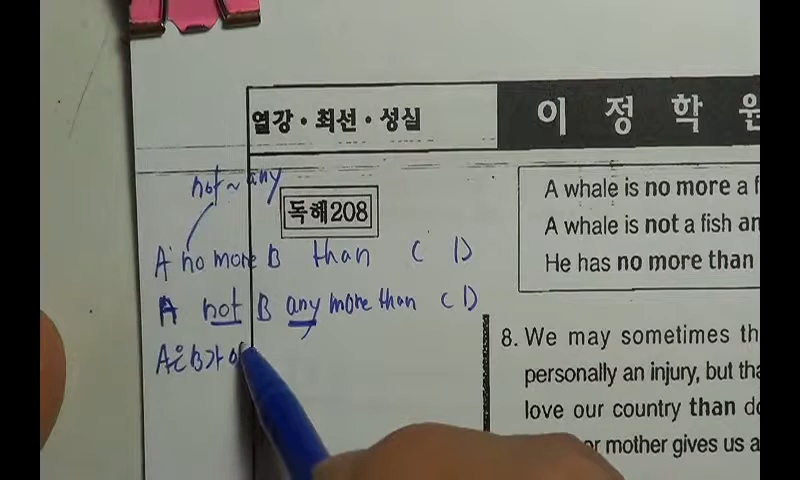 열강·최선·성실
이 정 학 원
not ~ any
독해208
A no more B than C D
A not B any more than C D
A는 B가 아
A whale is no more a f
A whale is not a fish an
He has no more than
8. We may sometimes th
personally an injury, but tha
love our country than do
or mother gives us a